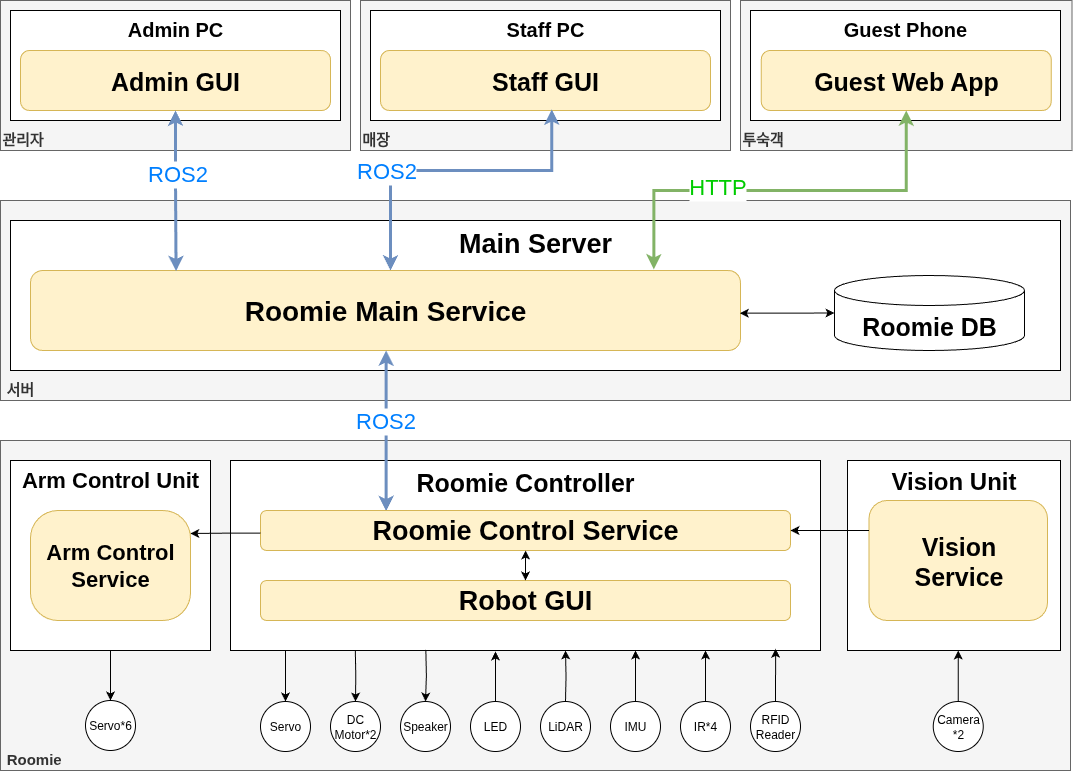 Admin PC
Admin GUI
관리자
Staff PC
Staff GUI
매장
Guest Phone
Guest Web App
투숙객
ROS2
ROS2
HTTP
Main Server
Roomie Main Service
Roomie DB
서버
ROS2
Arm Control Unit
Arm Control
Service
Roomie Controller
Roomie Control Service
Robot GUI
Vision Unit
Vision
Service
Servo*6
Servo
DC
Motor*2
Speaker
LED
LiDAR
IMU
IR*4
RFID
Reader
Camera
*2
Roomie